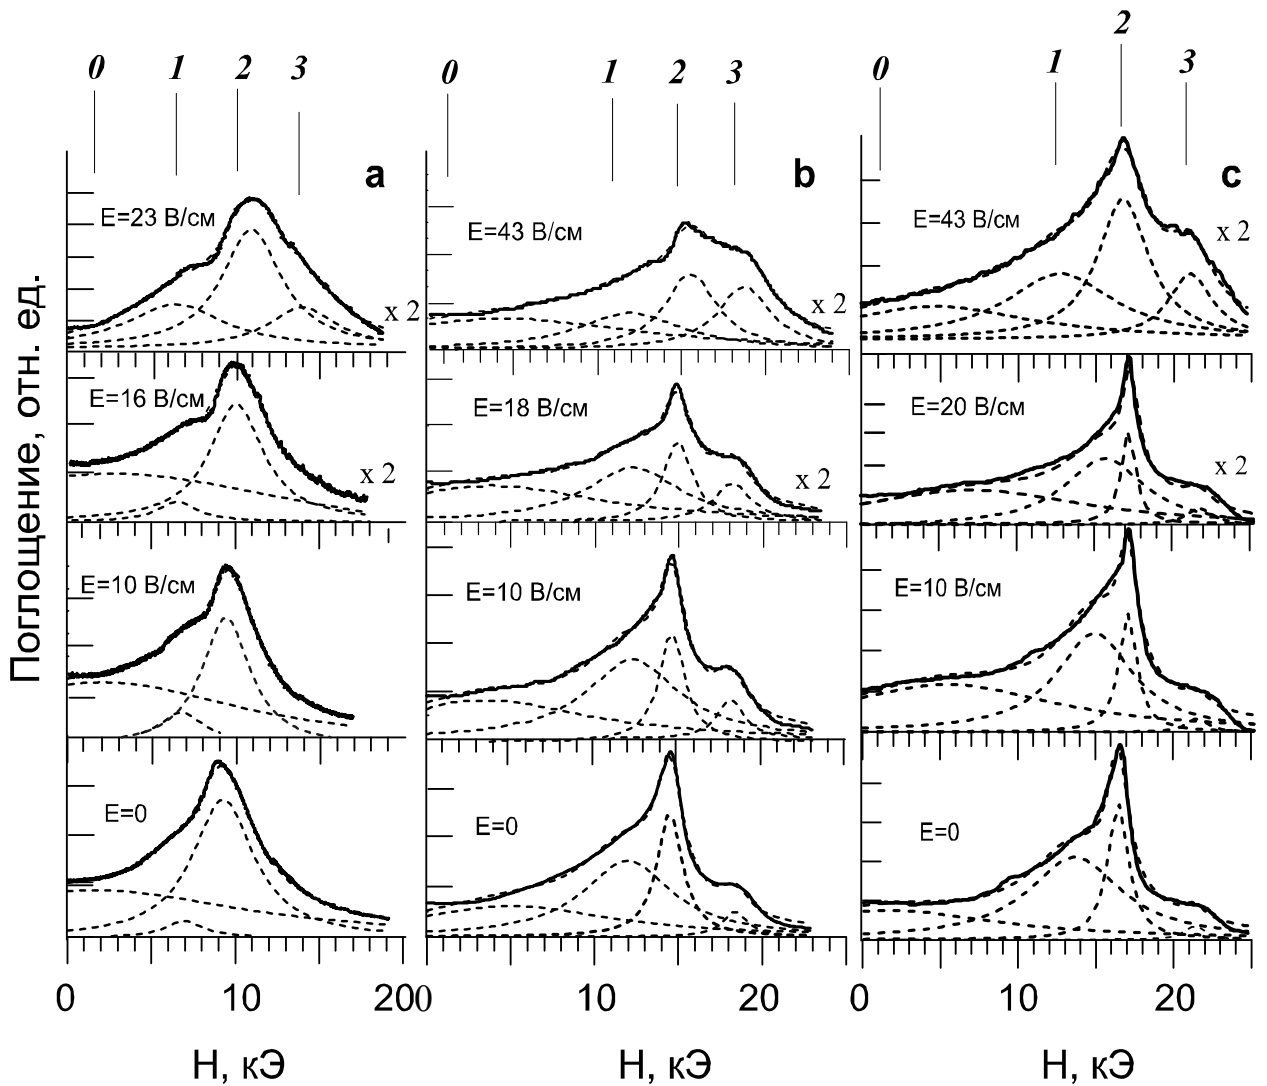 0 1 2 3
0 1 2 3
0 1 2 3
a
b
c
E=23 В/см
x 2
E=43 В/см
x 2
E=43 В/см
x 2
E=16 В/см
x 2
E=18 В/см
x 2
E=20 В/см
x 2
E=10 В/см
E=10 В/см
E=10 В/см
E=0
E=0
E=0
Поглощение, отн. ед.
0 10 20
0 10 20
0 10 20
H, кЭ
H, кЭ
H, кЭ